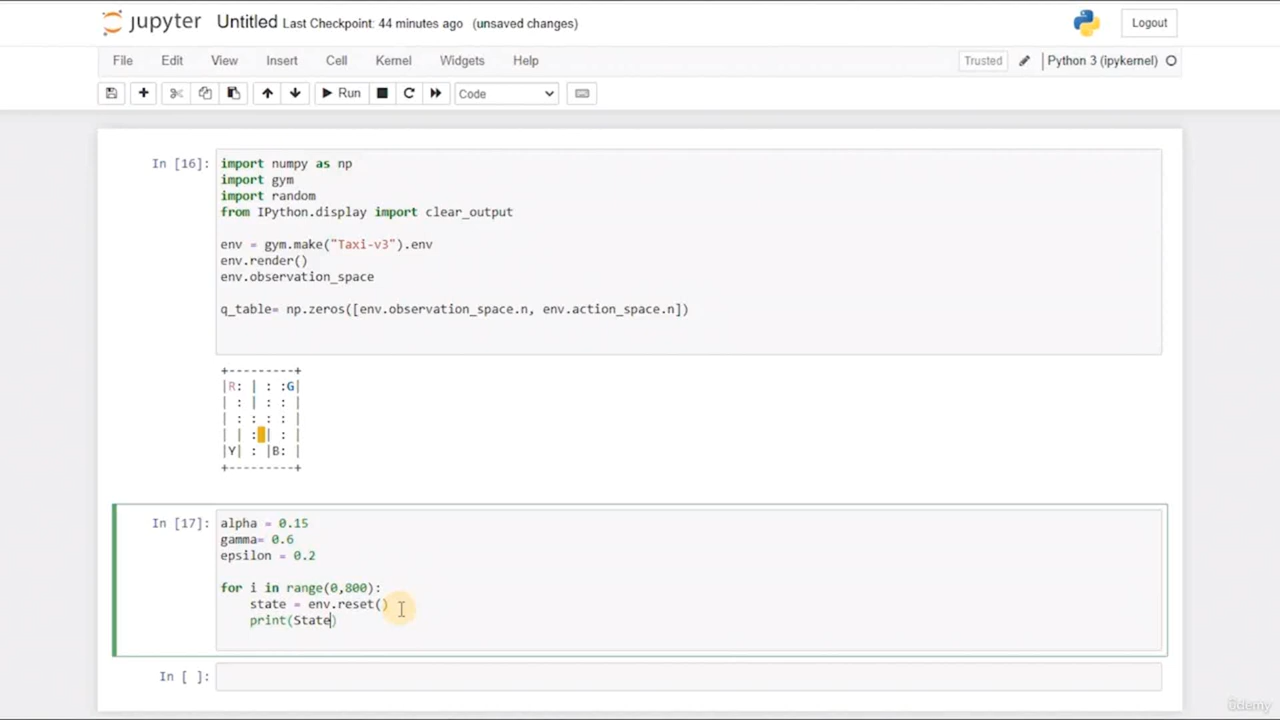 jupyter Untitled Last Checkpoint: 44 minutes ago (unsaved changes) Logout
File Edit View Insert Cell Kernel Widgets Help Trusted Python 3 (ipykernel)
Run Code
In [16]: import numpy as np
import gym
import random
from IPython.display import clear_output
env = gym.make("Taxi-v3").env
env.render()
env.observation_space
q_table= np.zeros([env.observation_space.n, env.action_space.n])
+---------+
|R: | : :G|
| : | : : |
| : : : : |
| | : | : |
|Y| : |B: |
+---------+
In [17]: alpha = 0.15
gamma= 0.6
epsilon = 0.2
for i in range(0,800):
state = env.reset()
print(State)
In [ ]:
ûdemy